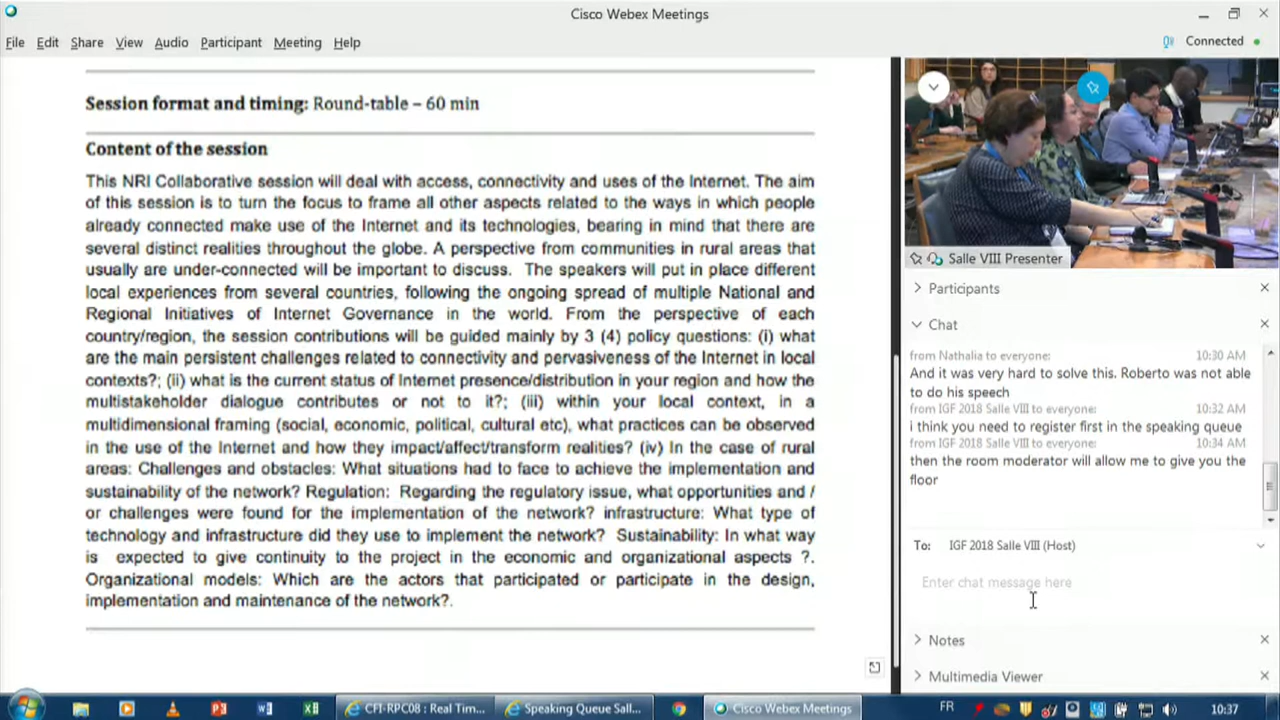 Cisco Webex Meetings
File Edit Share View Audio Participant Meeting Help
Connected
Session format and timing: Round-table – 60 min
Content of the session
This NRI Collaborative session will deal with access, connectivity and uses of the Internet. The aim
of this session is to turn the focus to frame all other aspects related to the ways in which people
already connected make use of the Internet and its technologies, bearing in mind that there are
several distinct realities throughout the globe. A perspective from communities in rural areas that
usually are under-connected will be important to discuss. The speakers will put in place different
local experiences from several countries, following the ongoing spread of multiple National and
Regional Initiatives of Internet Governance in the world. From the perspective of each
country/region, the session contributions will be guided mainly by 3 (4) policy questions: (i) what
are the main persistent challenges related to connectivity and pervasiveness of the Internet in local
contexts?; (ii) what is the current status of Internet presence/distribution in your region and how the
multistakeholder dialogue contributes or not to it?; (iii) within your local context, in a
multidimensional framing (social, economic, political, cultural etc), what practices can be observed
in the use of the Internet and how they impact/affect/transform realities? (iv) In the case of rural
areas: Challenges and obstacles: What situations had to face to achieve the implementation and
sustainability of the network? Regulation: Regarding the regulatory issue, what opportunities and /
or challenges were found for the implementation of the network? infrastructure: What type of
technology and infrastructure did they use to implement the network? Sustainability: In what way
is expected to give continuity to the project in the economic and organizational aspects ?.
Organizational models: Which are the actors that participated or participate in the design,
implementation and maintenance of the network?.
Salle VIII Presenter
Participants
Chat
from Nathalia to everyone: 10:30 AM
And it was very hard to solve this. Roberto was not able
to do his speech
from IGF 2018 Salle VIII to everyone: 10:32 AM
i think you need to register first in the speaking queue
from IGF 2018 Salle VIII to everyone: 10:34 AM
then the room moderator will allow me to give you the
floor
To: IGF 2018 Salle VIII (Host)
Enter chat message here
Notes
Multimedia Viewer
CFI-RPC08 : Real Tim...
Speaking Queue Sall...
Cisco Webex Meetings
FR
10:37